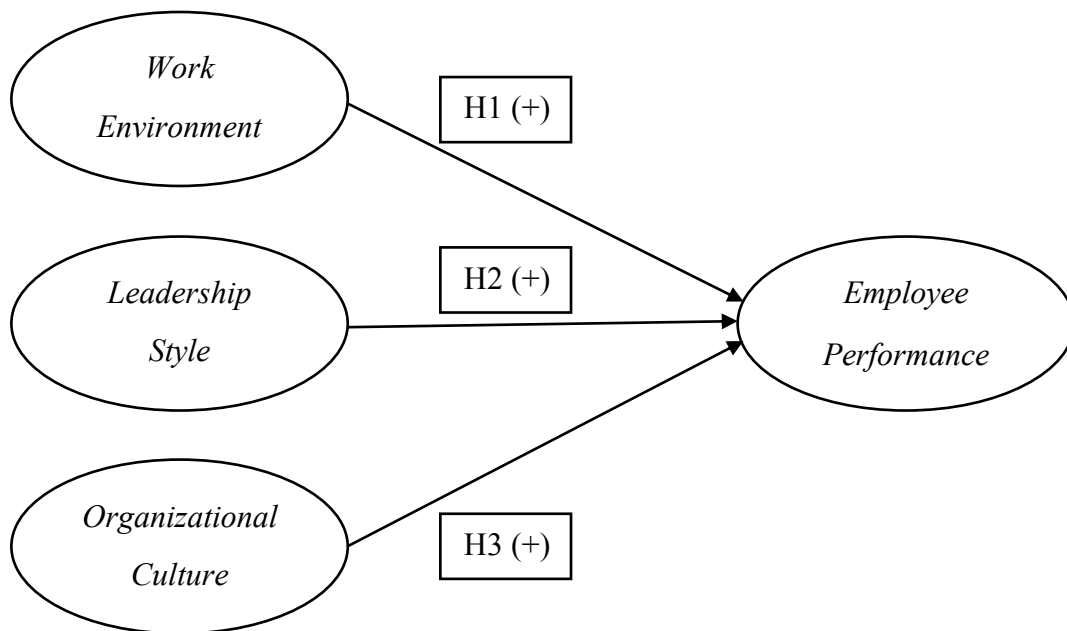 Work
Environment
H1 (+)
Leadership
Style
H2 (+)
Employee
Performance
Organizational
Culture
H3 (+)